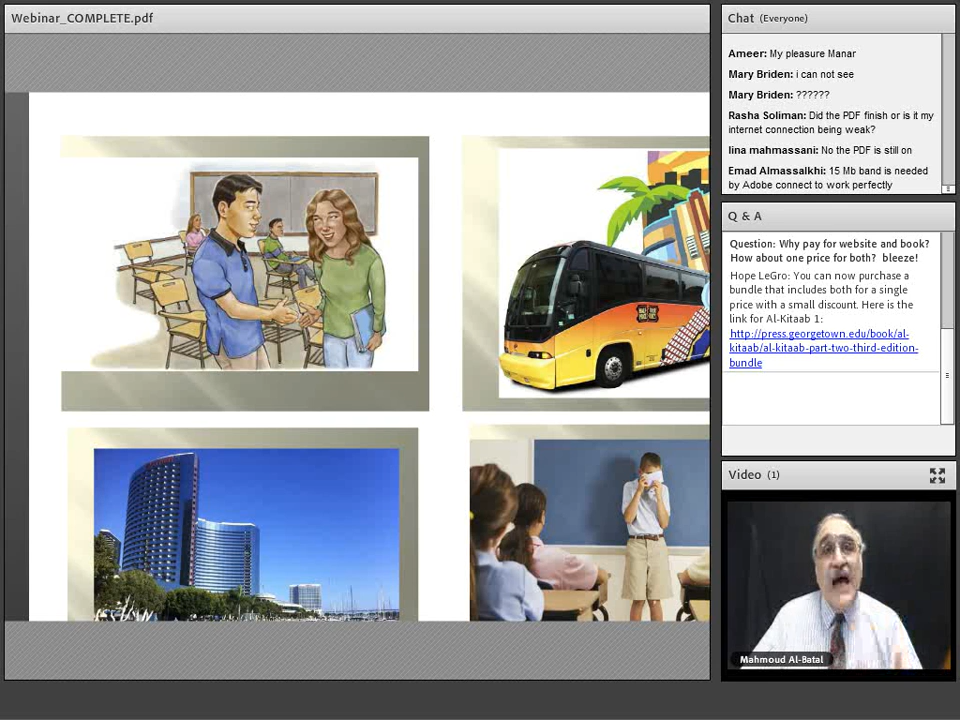 Webinar_COMPLETE.pdf
Chat (Everyone)
Ameer: My pleasure Manar
Mary Briden: i can not see
Mary Briden: ??????
Rasha Soliman: Did the PDF finish or is it my
internet connection being weak?
lina mahmassani: No the PDF is still on
Emad Almassalkhi: 15 Mb band is needed
by Adobe connect to work perfectly
Q & A
Question: Why pay for website and book?
How about one price for both?  bleeze!
Hope LeGro: You can now purchase a
bundle that includes both for a single
price with a small discount. Here is the
link for Al-Kitaab 1:
http://press.georgetown.edu/book/al-
kitaab/al-kitaab-part-two-third-edition-
bundle
Video (1)
Mahmoud Al-Batal